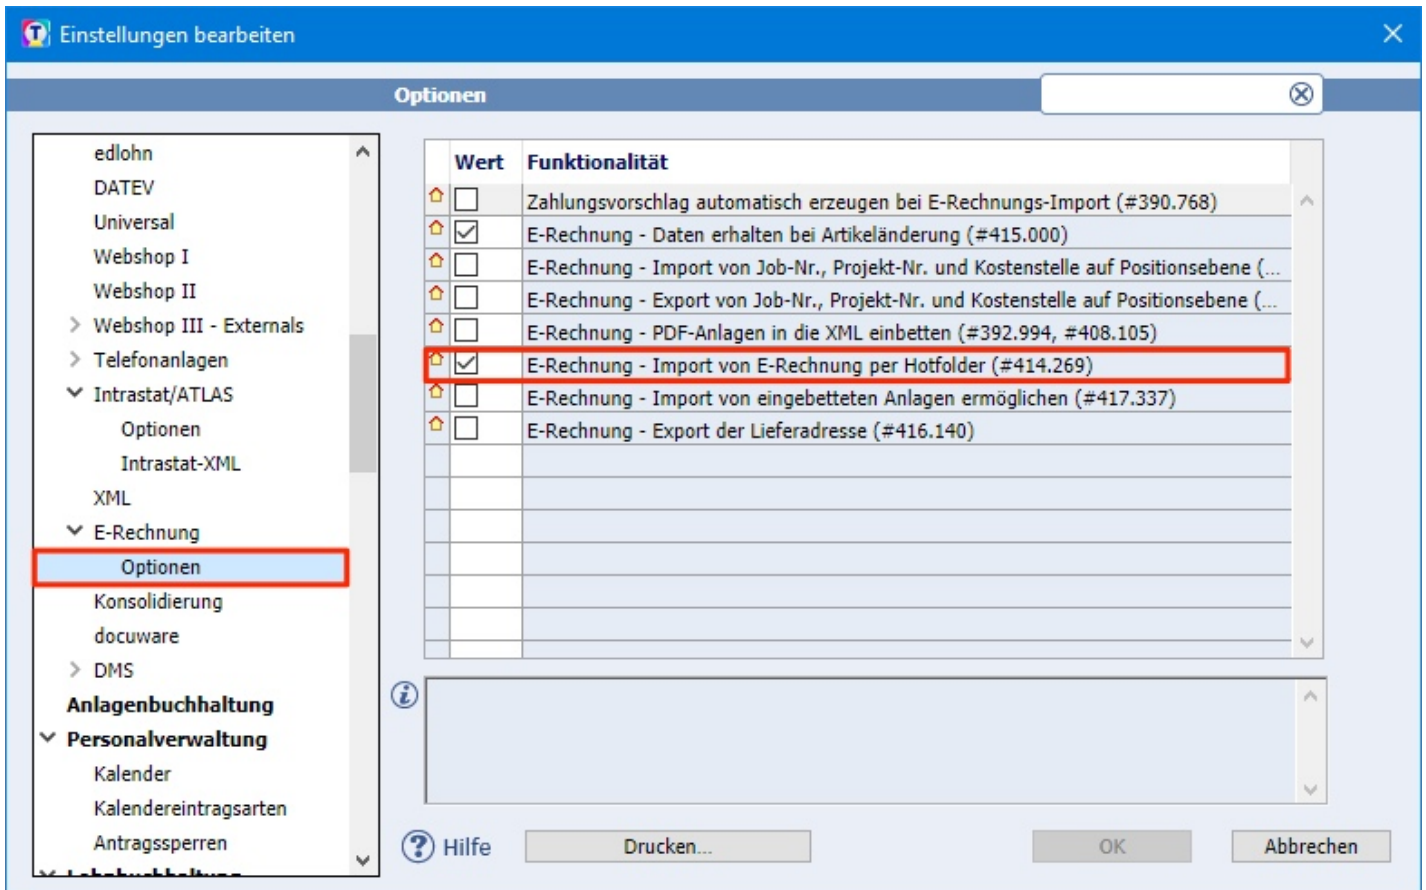 Einstellungen bearbeiten
Optionen
edlohn
DATEV
Universal
Webshop I
Webshop II
Webshop III - Externals
Telefonanlagen
Intrastat/ATLAS
Optionen
Intrastat-XML
XML
E-Rechnung
Optionen
Konsolidierung
docuware
DMS
Anlagenbuchhaltung
Personalverwaltung
Kalender
Kalendereintragsarten
Antragssperren
Wert Funktionalität
Zahlungsvorschlag automatisch erzeugen bei E-Rechnungs-Import (#390.768)
E-Rechnung - Daten erhalten bei Artikeländerung (#415.000)
E-Rechnung - Import von Job-Nr., Projekt-Nr. und Kostenstelle auf Positionsebene (...
E-Rechnung - Export von Job-Nr., Projekt-Nr. und Kostenstelle auf Positionsebene (...
E-Rechnung - PDF-Anlagen in die XML einbetten (#392.994, #408.105)
E-Rechnung - Import von E-Rechnung per Hotfolder (#414.269)
E-Rechnung - Import von eingebetteten Anlagen ermöglichen (#417.337)
E-Rechnung - Export der Lieferadresse (#416.140)
Hilfe
Drucken...
OK
Abbrechen